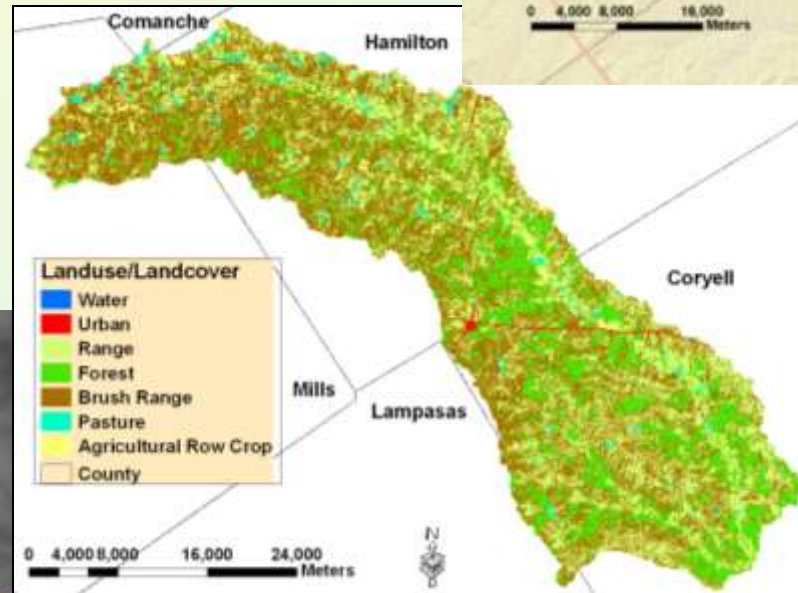 0 4,000 8,000 16,000
Meters
Comanche
Hamilton
Coryell
Landuse/Landcover
Water
Urban
Range
Forest
Brush Range
Pasture
Agricultural Row Crop
County
Mills
Lampasas
N
0 4,000 8,000 16,000 24,000
Meters